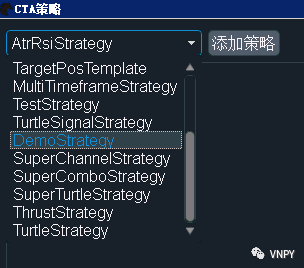 CTA策略
AtrRsiStrategy 添加策略
TargetPosTemplate
MultiTimeframeStrategy
TestStrategy
TurtleSignalStrategy
DemoStrategy
SuperChannelStrategy
SuperComboStrategy
SuperTurtleStrategy
ThrustStrategy
TurtleStrategy
VNPY